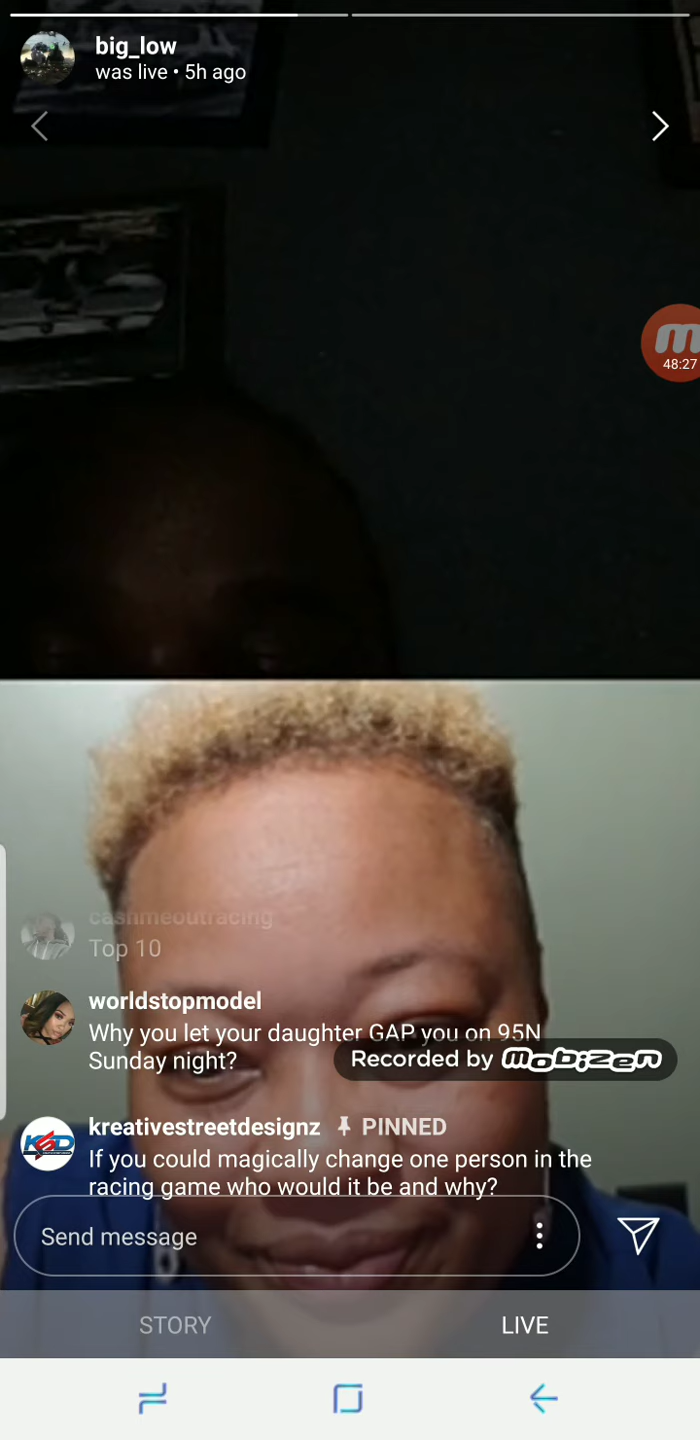 big_low
was live • 5h ago
48:27
cashmeoutracing
Top 10
worldstopmodel
Why you let your daughter GAP you on 95N
Sunday night?
Recorded by mobizen
KSD
kreativestreetdesignz PINNED
If you could magically change one person in the
racing game who would it be and why?
Send message
STORY LIVE